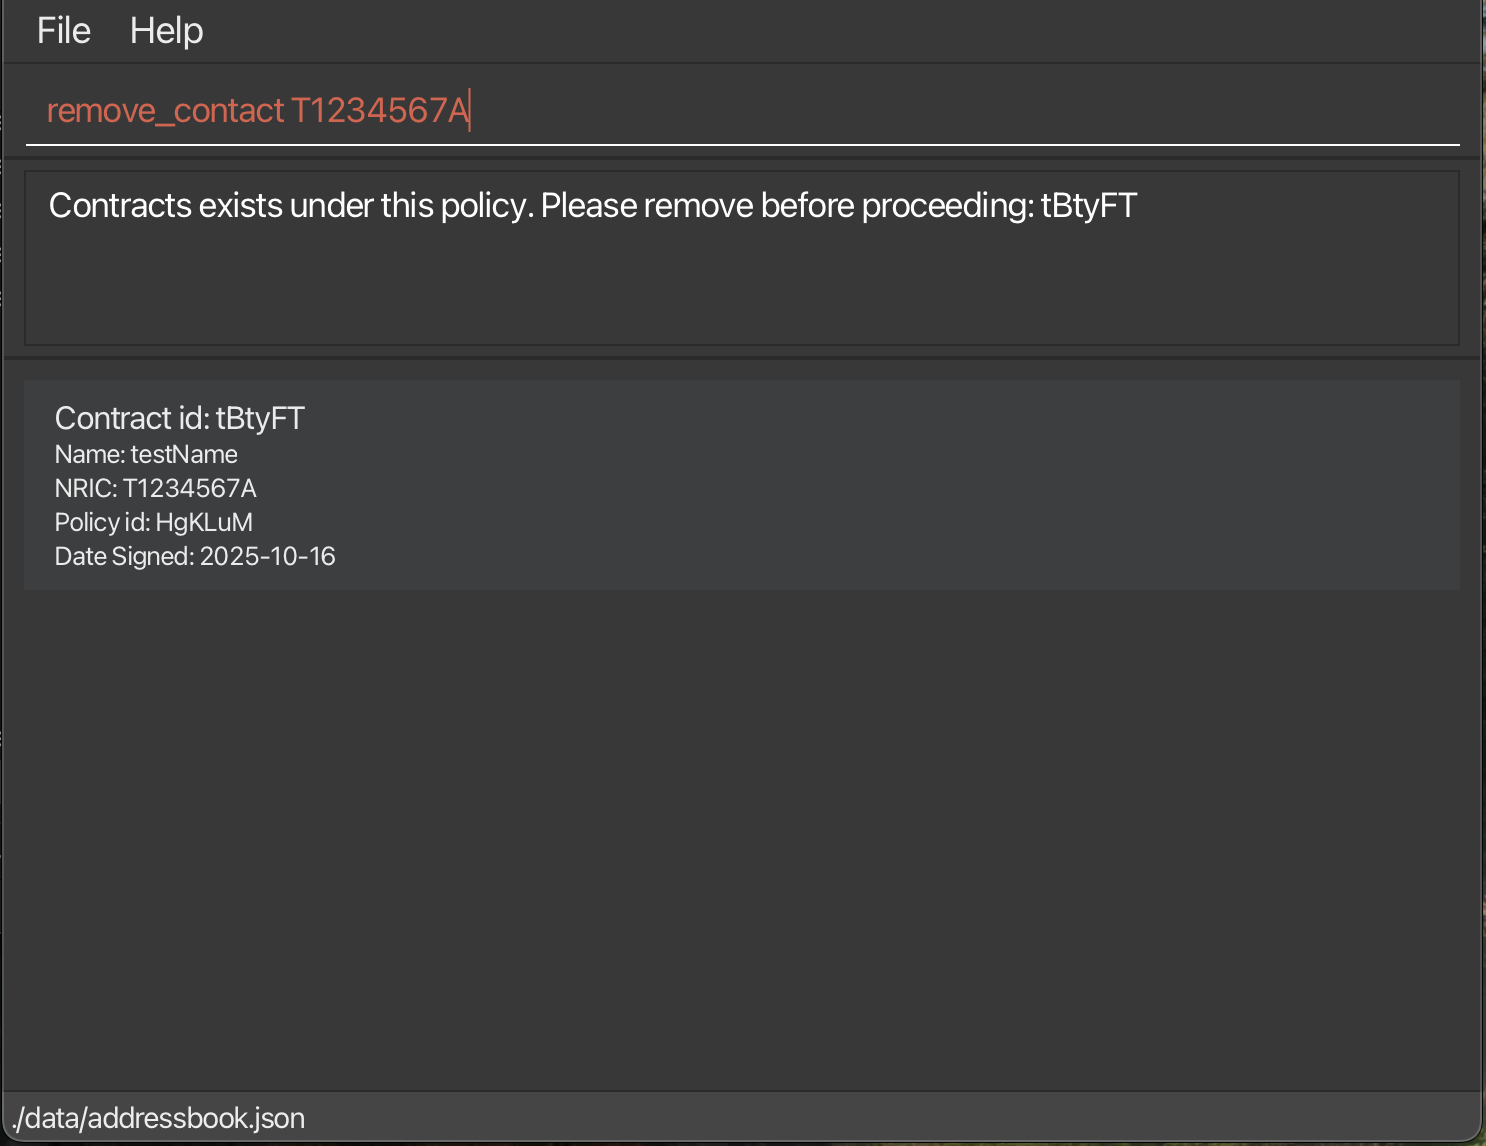 File Help
remove_contact T1234567A
Contracts exists under this policy. Please remove before proceeding: tBtyFT
Contract id: tBtyFT
Name: testName
NRIC: T1234567A
Policy id: HgKLuM
Date Signed: 2025-10-16
./data/addressbook.json